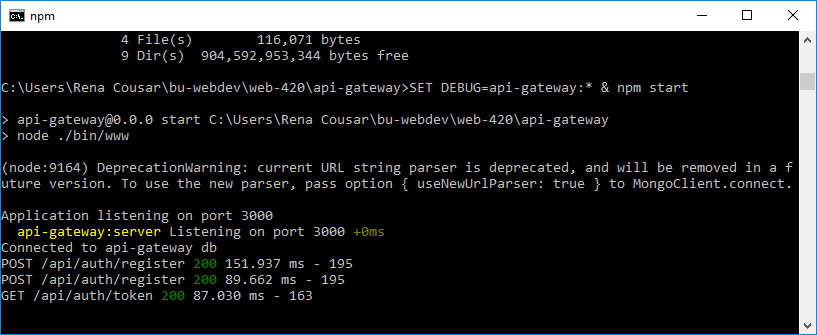 npm
4 File(s) 116,071 bytes
9 Dir(s) 904,592,953,344 bytes free
C:\Users\Rena Cousar\bu-webdev\web-420\api-gateway>SET DEBUG=api-gateway:* & npm start
> api-gateway@0.0.0 start C:\Users\Rena Cousar\bu-webdev\web-420\api-gateway
> node ./bin/www
(node:9164) DeprecationWarning: current URL string parser is deprecated, and will be removed in a f
uture version. To use the new parser, pass option { useNewUrlParser: true } to MongoClient.connect.
Application listening on port 3000
api-gateway:server Listening on port 3000 +0ms
Connected to api-gateway db
POST /api/auth/register 200 151.937 ms - 195
POST /api/auth/register 200 89.662 ms - 195
GET /api/auth/token 200 87.030 ms - 163